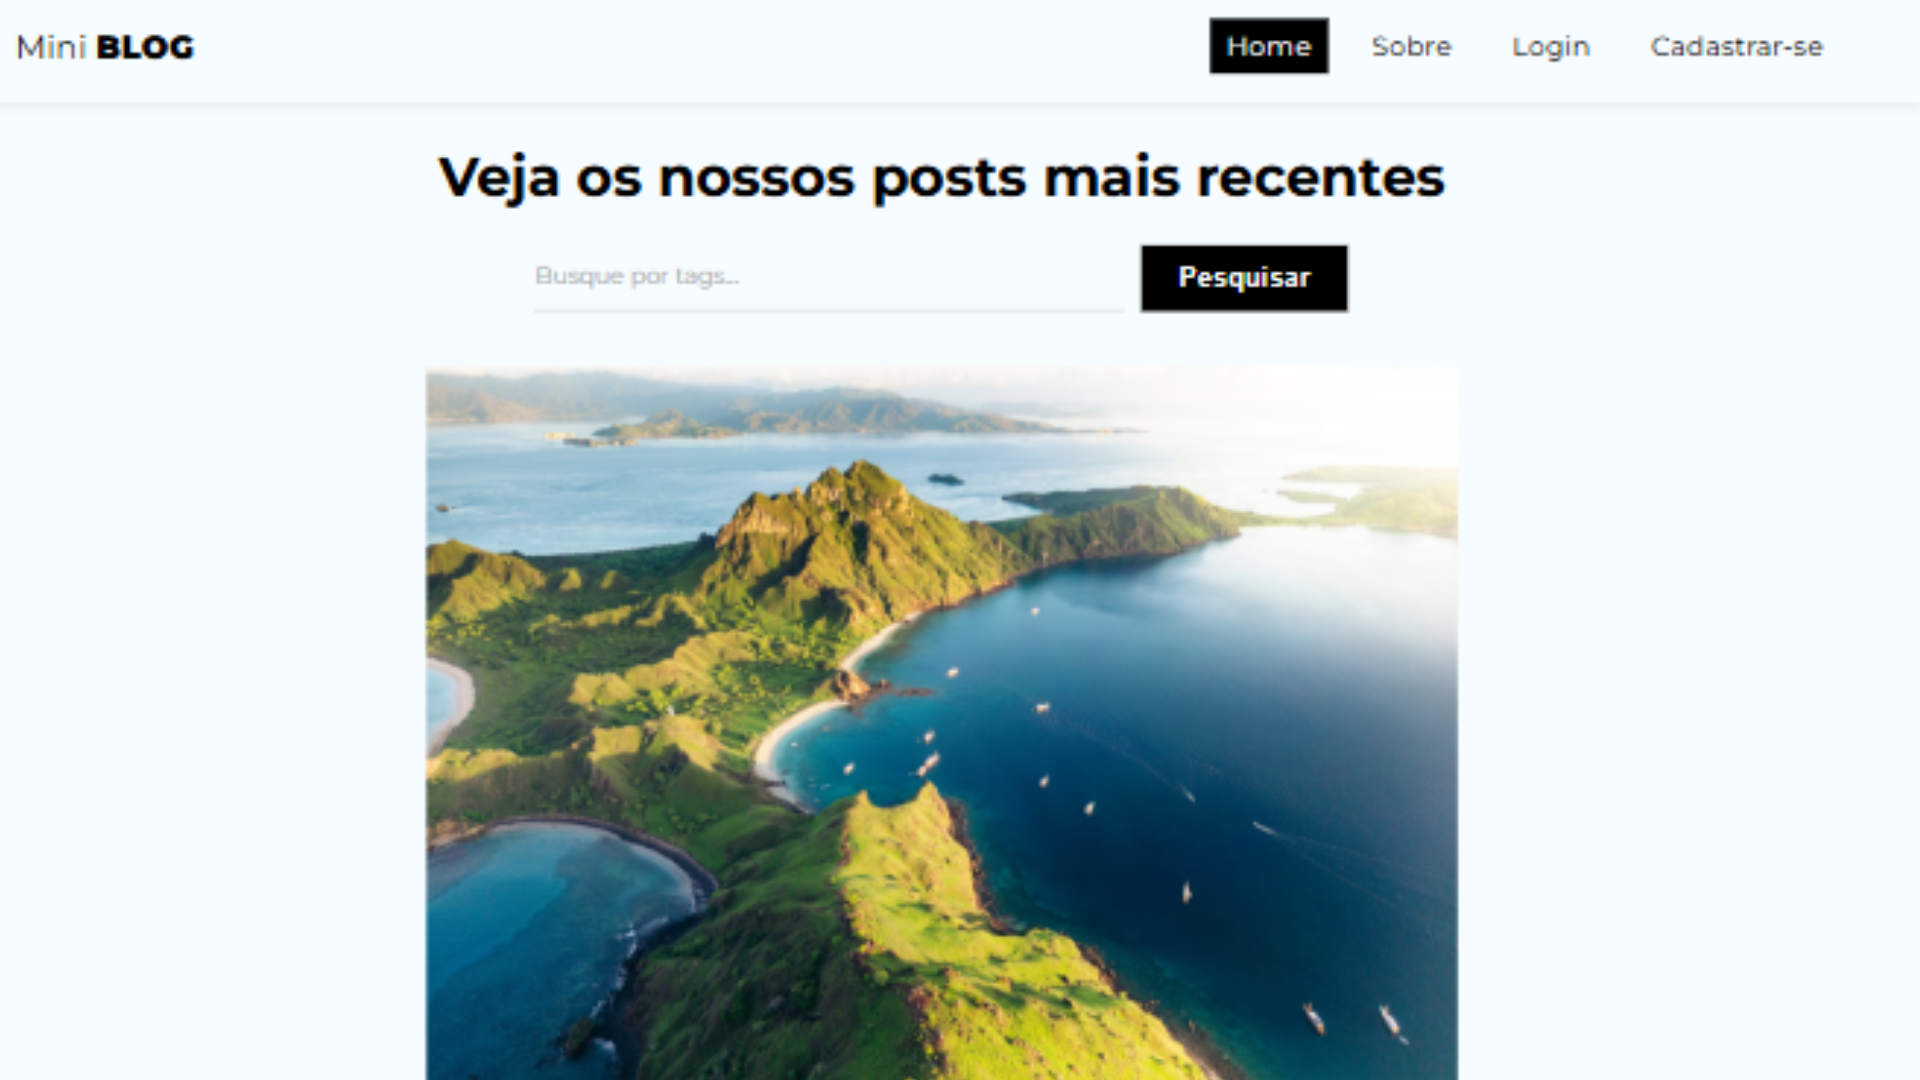 Mini BLOG
Home Sobre Login Cadastrar-se
Veja os nossos posts mais recentes
Busque por tags...
Pesquisar